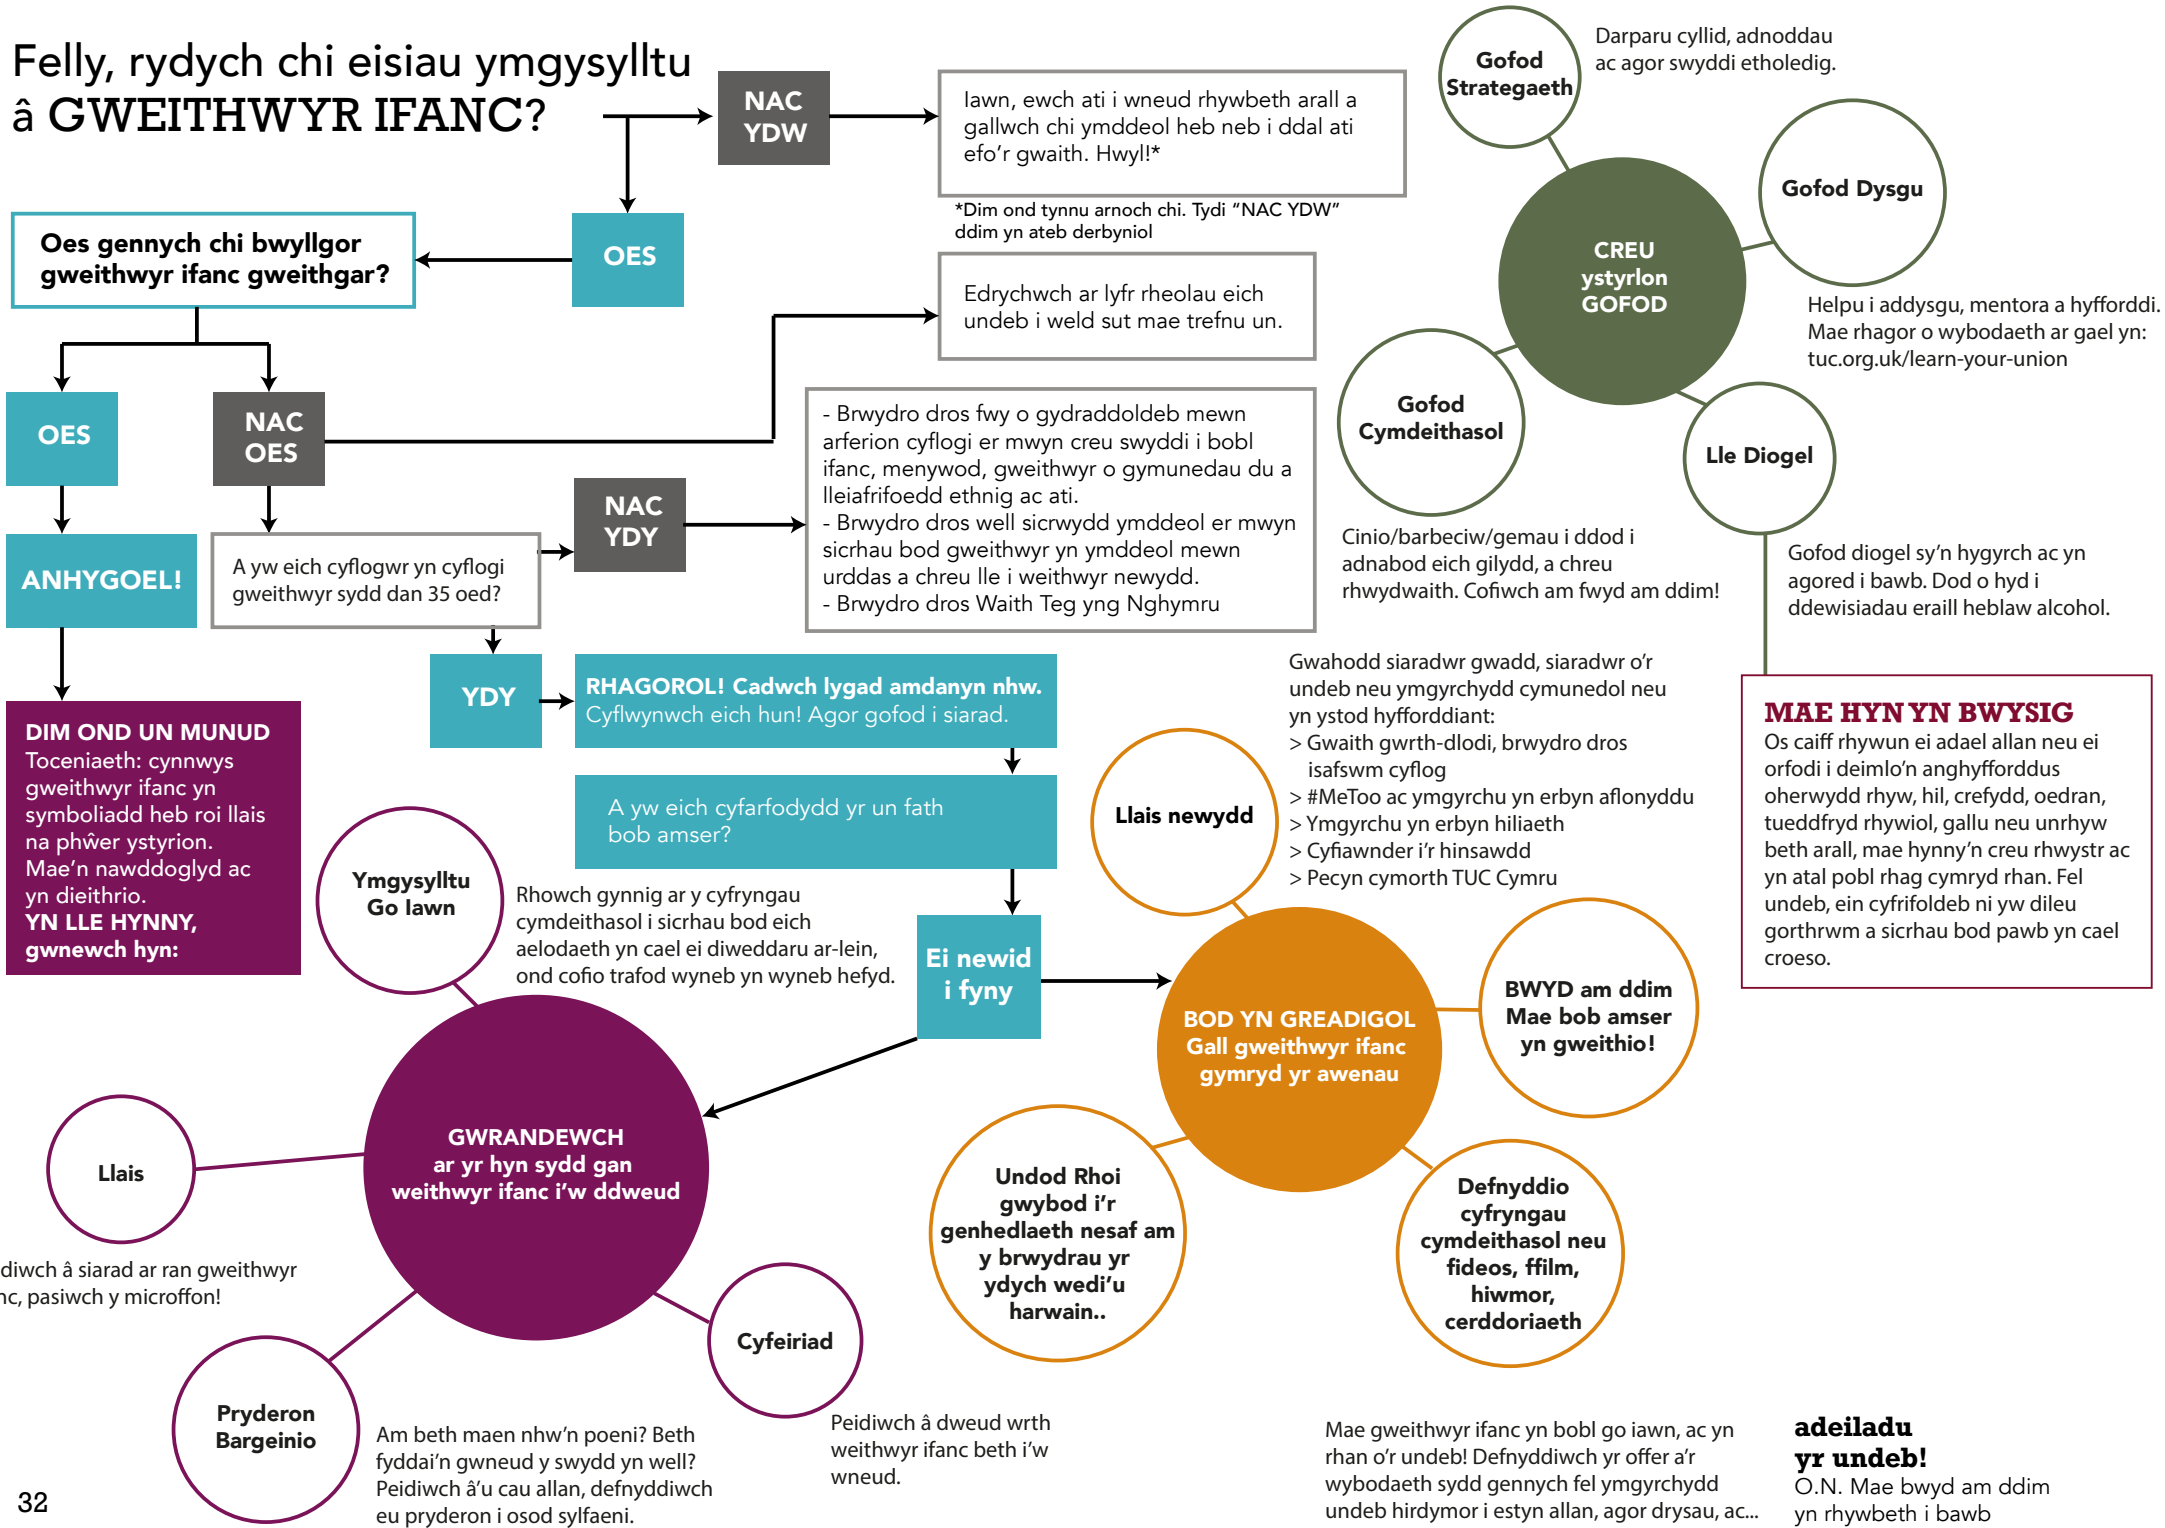 Felly, rydych chi eisiau ymgysylltu
â GWEITHWYR IFANC?
NAC
YDW
Iawn, ewch ati i wneud rhywbeth arall a
gallwch chi ymddeol heb neb i ddal ati
efo'r gwaith. Hwyl!*
*Dim ond tynnu arnoch chi. Tydi "NAC YDW"
ddim yn ateb derbyniol
OES
Oes gennych chi bwyllgor
gweithwyr ifanc gweithgar?
Edrychwch ar lyfr rheolau eich
undeb i weld sut mae trefnu un.
OES
NAC
OES
ANHYGOEL!
A yw eich cyflogwr yn cyflogi
gweithwyr sydd dan 35 oed?
NAC
YDY
- Brwydro dros fwy o gydraddoldeb mewn
arferion cyflogi er mwyn creu swyddi i bobl
ifanc, menywod, gweithwyr o gymunedau du a
lleiafrifoedd ethnig ac ati.
- Brwydro dros well sicrwydd ymddeol er mwyn
sicrhau bod gweithwyr yn ymddeol mewn
urddas a chreu lle i weithwyr newydd.
- Brwydro dros Waith Teg yng Nghymru
YDY
RHAGOROL! Cadwch lygad amdanyn nhw.
Cyflwynwch eich hun! Agor gofod i siarad.
A yw eich cyfarfodydd yr un fath
bob amser?
Ei newid
i fyny
DIM OND UN MUNUD
Toceniaeth: cynnwys
gweithwyr ifanc yn
symboliadd heb roi llais
na phŵer ystyrion.
Mae'n nawddoglyd ac
yn dieithrio.
YN LLE HYNNY,
gwnewch hyn:
Ymgysylltu
Go Iawn
Rhowch gynnig ar y cyfryngau
cymdeithasol i sicrhau bod eich
aelodaeth yn cael ei diweddaru ar-lein,
ond cofio trafod wyneb yn wyneb hefyd.
GWRANDEWCH
ar yr hyn sydd gan
weithwyr ifanc i'w ddweud
Llais
diwch â siarad ar ran gweithwyr
nc, pasiwch y microffon!
Pryderon
Bargeinio
Am beth maen nhw'n poeni? Beth
fyddai'n gwneud y swydd yn well?
Peidiwch â'u cau allan, defnyddiwch
eu pryderon i osod sylfaeni.
Cyfeiriad
Peidiwch â dweud wrth
weithwyr ifanc beth i'w
wneud.
Gofod
Strategaeth
Darparu cyllid, adnoddau
ac agor swyddi etholedig.
Gofod Dysgu
Helpu i addysgu, mentora a hyfforddi.
Mae rhagor o wybodaeth ar gael yn:
tuc.org.uk/learn-your-union
CREU
ystyrlon
GOFOD
Gofod
Cymdeithasol
Cinio/barbeciw/gemau i ddod i
adnabod eich gilydd, a chreu
rhwydwaith. Cofiwch am fwyd am ddim!
Lle Diogel
Gofod diogel sy'n hygyrch ac yn
agored i bawb. Dod o hyd i
ddewisiadau eraill heblaw alcohol.
MAE HYN YN BWYSIG
Os caiff rhywun ei adael allan neu ei
orfodi i deimlo'n anghyfforddus
oherwydd rhyw, hil, crefydd, oedran,
tueddfryd rhywiol, gallu neu unrhyw
beth arall, mae hynny'n creu rhwystr ac
yn atal pobl rhag cymryd rhan. Fel
undeb, ein cyfrifoldeb ni yw dileu
gorthrwm a sicrhau bod pawb yn cael
croeso.
Llais newydd
Gwahodd siaradwr gwadd, siaradwr o'r
undeb neu ymgyrchydd cymunedol neu
yn ystod hyfforddiant:
> Gwaith gwrth-dlodi, brwydro dros
isafswm cyflog
> #MeToo ac ymgyrchu yn erbyn aflonyddu
> Ymgyrchu yn erbyn hiliaeth
> Cyfiawnder i'r hinsawdd
> Pecyn cymorth TUC Cymru
BOD YN GREADIGOL
Gall gweithwyr ifanc
gymryd yr awenau
BWYD am ddim
Mae bob amser
yn gweithio!
Undod Rhoi
gwybod i'r
genhedlaeth nesaf am
y brwydrau yr
ydych wedi'u
harwain..
Defnyddio
cyfryngau
cymdeithasol neu
fideos, ffilm,
hiwmor,
cerddoriaeth
Mae gweithwyr ifanc yn bobl go iawn, ac yn
rhan o'r undeb! Defnyddiwch yr offer a'r
wybodaeth sydd gennych fel ymgyrchydd
undeb hirdymor i estyn allan, agor drysau, ac...
adeiladu
yr undeb!
O.N. Mae bwyd am ddim
yn rhywbeth i bawb
32